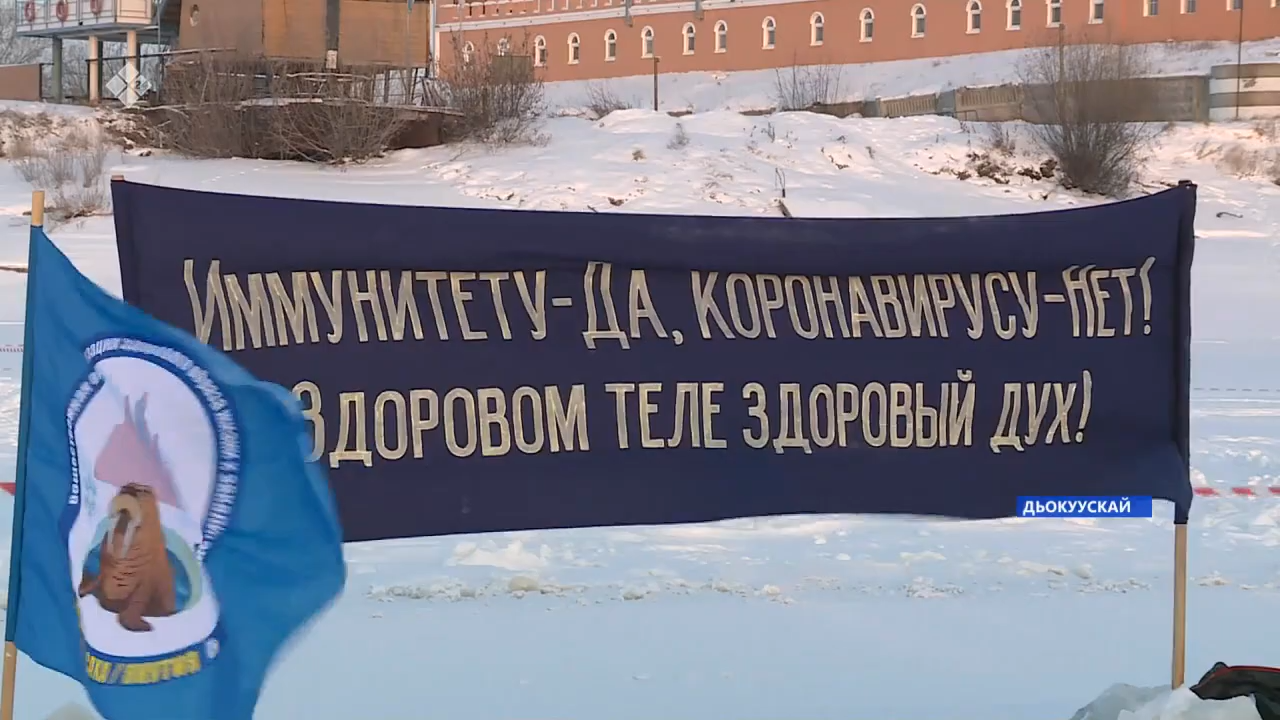 Иммунитету-Да, коронавирусу-Нет!
Здоровом теле здоровый дух!
ДЬОКУУСКАЙ